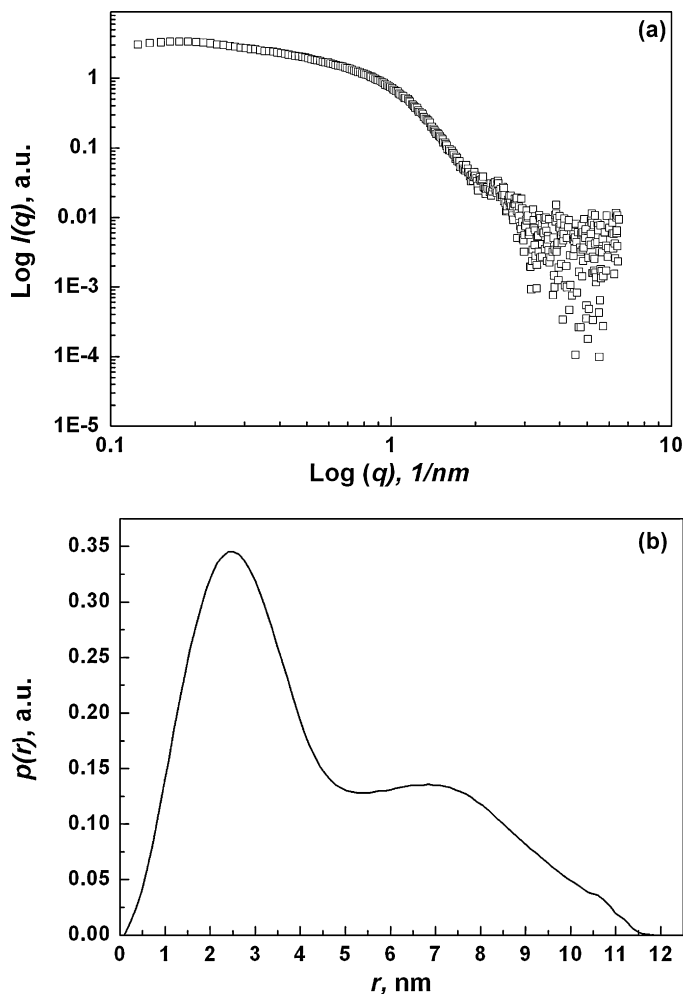 (a)
1
0.1
0.01
1E-3
1E-4
1E-5
Log I(q), a.u.
0.1 1 10
Log (q), 1/nm
(b)
0.35
0.30
0.25
0.20
0.15
0.10
0.05
0.00
p(r), a.u.
0 1 2 3 4 5 6 7 8 9 10 11 12
r, nm